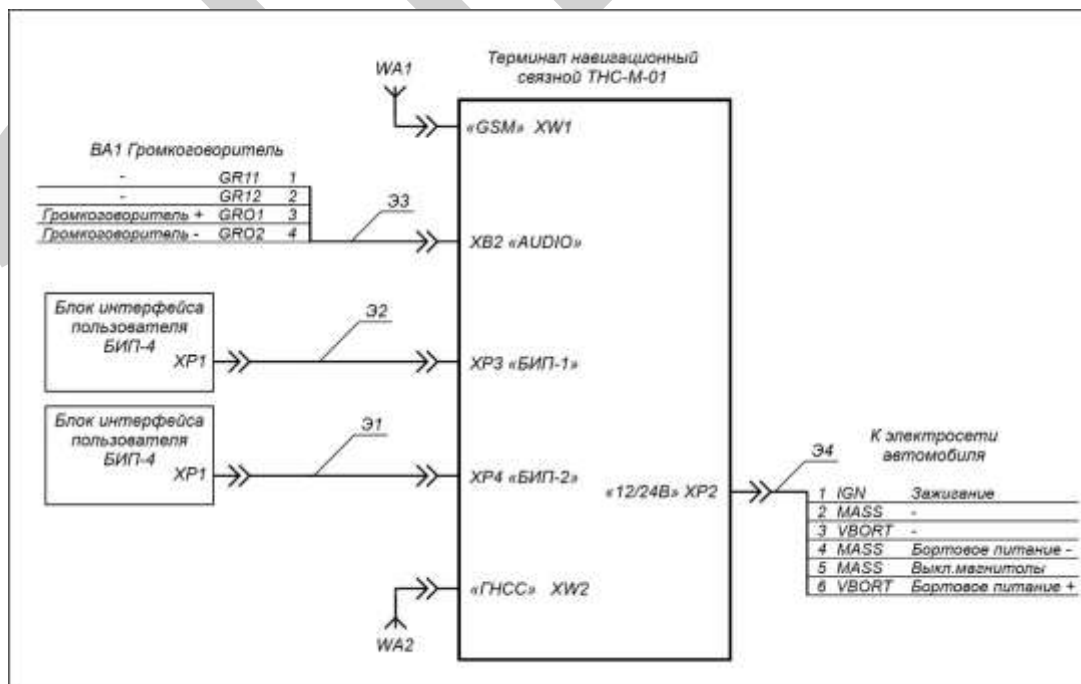 Терминал навигационный
связной ТНС-М-01
WA1
«GSM» XW1
ВА1 Громкоговоритель
- GR11 1
- GR12 2
Громкоговоритель + GRO1 3
Громкоговоритель - GRO2 4
Э3
XB2 «AUDIO»
Блок интерфейса
пользователя
БИП-4
XP1
Э2
XP3 «БИП-1»
Блок интерфейса
пользователя
БИП-4
XP1
Э1
XP4 «БИП-2»
«12/24В» XP2
Э4
К электросети
автомобиля
1 IGN Зажигание
2 MASS -
3 VBORT -
4 MASS Бортовое питание -
5 MASS Выкл.магнитолы
6 VBORT Бортовое питание +
«ГНСС» XW2
WA2